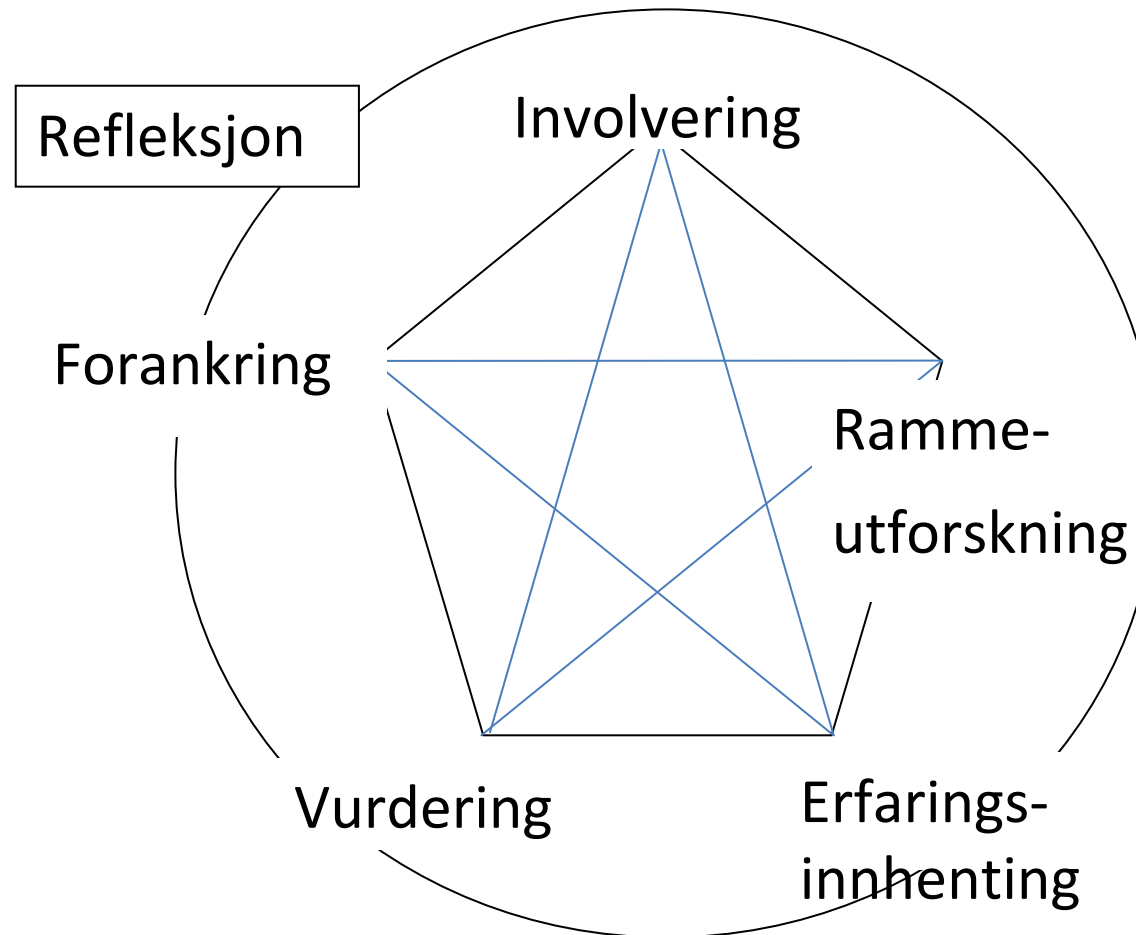 Refleksjon
Involvering
Forankring
Ramme-
utforskning
Vurdering
Erfarings-
innhenting